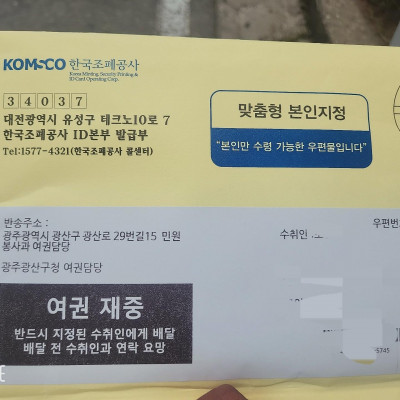 KOMSCO 한국조폐공사
Korea Minting, Security Printing &
ID Card Operating Corp.
34037
대전광역시 유성구 테크노10로 7
한국조폐공사 ID본부 발급부
Tel:1577-4321(한국조폐공사 콜센터)
맞춤형 본인지정
"본인만 수령 가능한 우편물입니다"
반송주소 :
광주광역시 광산구 광산로 29번길15 민원
봉사과 여권담당
광주광산구청 여권담당
수취인 :
우편번
여권 재중
반드시 지정된 수취인에게 배달
배달 전 수취인과 연락 요망
5745